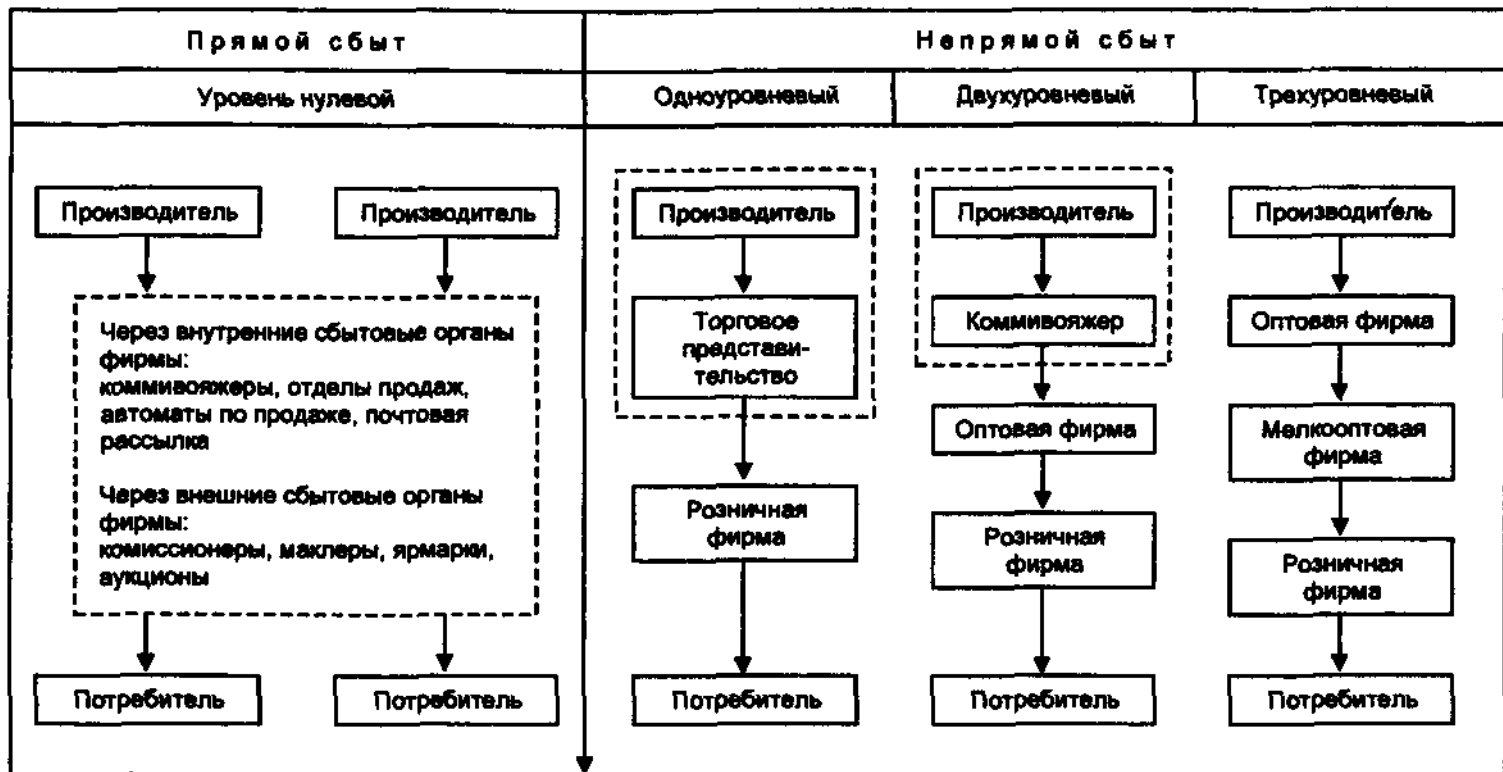 Прямой сбыт
Непрямой сбыт
Уровень нулевой
Одноуровневый
Двухуровневый
Трехуровневый
Производитель
Производитель
Через внутренние сбытовые органы
фирмы:
коммивояжеры, отделы продаж,
автоматы по продаже, почтовая
рассылка
Через внешние сбытовые органы
фирмы:
комиссионеры, маклеры, ярмарки,
аукционы
Потребитель
Потребитель
Производитель
Торговое
представи-
тельство
Розничная
фирма
Потребитель
Производитель
Коммивояжер
Оптовая фирма
Розничная
фирма
Потребитель
Производитель
Оптовая фирма
Мелкооптовая
фирма
Розничная
фирма
Потребитель